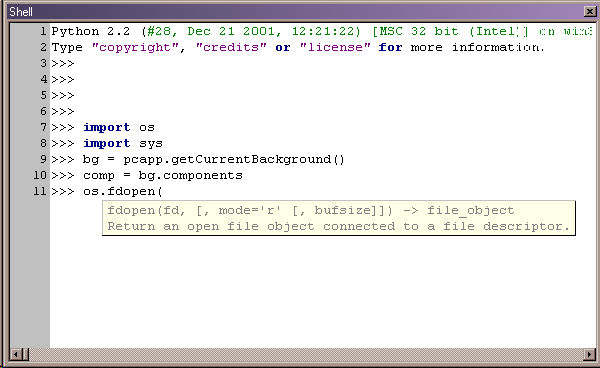 Shell
1 Python 2.2 (#28, Dec 21 2001, 12:21:22) [MSC 32 bit (Intel)] on
2 Type "copyright", "credits" or "license" for more information.
3 >>>
4 >>>
5 >>>
6 >>>
7 >>> import os
8 >>> import sys
9 >>> bg = pcapp.getCurrentBackground()
10 >>> comp = bg.components
11 >>> os.fdopen(
fdopen(fd, [, mode='r' [, bufsize]]) -> file_object
Return an open file object connected to a file descriptor.